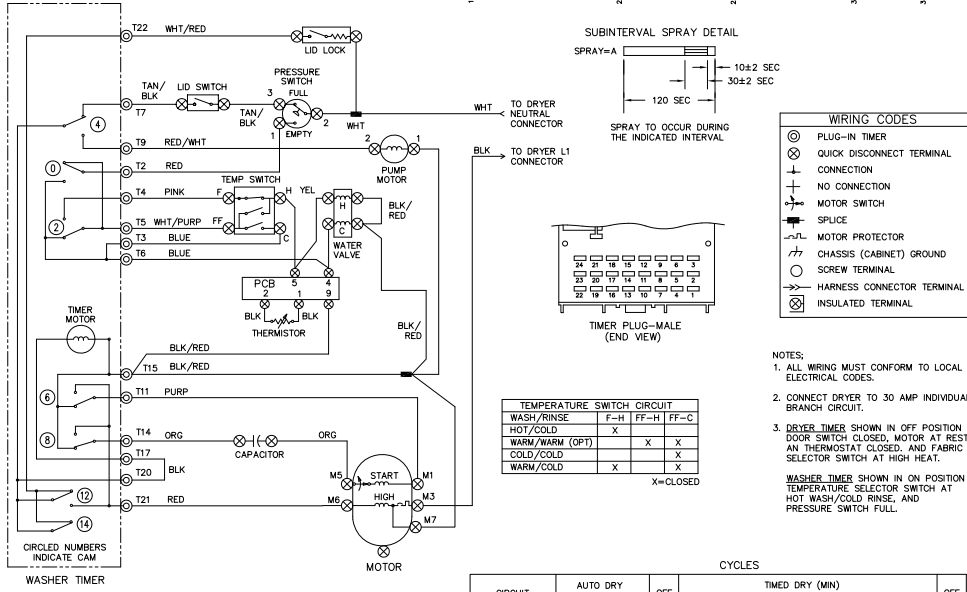 T22 WHT/RED
LID LOCK
TAN/
BLK
LID SWITCH
T7
TAN/
BLK
PRESSURE
SWITCH
3 FULL
2
1 EMPTY
WHT
WHT TO DRYER
NEUTRAL
CONNECTOR
BLK TO DRYER L1
CONNECTOR
4
T9 RED/WHT
2 1
PUMP
MOTOR
0
T2 RED
TEMP SWITCH
T4 PINK F H YEL
H
BLK/
RED
2
T5 WHT/PURP FF C
C
T3 BLUE
T6 BLUE
WATER
VALVE
PCB 5 4
2 1 9
BLK BLK
THERMISTOR
TIMER
MOTOR
BLK/
RED
BLK/RED
T15 BLK/RED
6
T11 PURP
8
T14 ORG ORG
CAPACITOR
T17
BLK
T20
M5 START M1
12
T21 RED M6 HIGH M3
M7
14
MOTOR
CIRCLED NUMBERS
INDICATE CAM
WASHER TIMER
SUBINTERVAL SPRAY DETAIL
SPRAY=A
10±2 SEC
30±2 SEC
120 SEC
SPRAY TO OCCUR DURING
THE INDICATED INTERVAL
24 21 18 15 12 9 6 3
23 20 17 14 11 8 5 2
22 19 16 13 10 7 4 1
TIMER PLUG-MALE
(END VIEW)
TEMPERATURE SWITCH CIRCUIT
WASH/RINSE F-H FF-H FF-C
HOT/COLD X
WARM/WARM (OPT) X X
COLD/COLD X
WARM/COLD X X
X=CLOSED
WIRING CODES
PLUG-IN TIMER
QUICK DISCONNECT TERMINAL
CONNECTION
NO CONNECTION
MOTOR SWITCH
SPLICE
MOTOR PROTECTOR
CHASSIS (CABINET) GROUND
SCREW TERMINAL
HARNESS CONNECTOR TERMINAL
INSULATED TERMINAL
NOTES;
1. ALL WIRING MUST CONFORM TO LOCAL
ELECTRICAL CODES.
2. CONNECT DRYER TO 30 AMP INDIVIDUAL
BRANCH CIRCUIT.
3. DRYER TIMER SHOWN IN OFF POSITION
DOOR SWITCH CLOSED, MOTOR AT REST
AN THERMOSTAT CLOSED. AND FABRIC
SELECTOR SWITCH AT HIGH HEAT.
WASHER TIMER SHOWN IN ON POSITION
TEMPERATURE SELECTOR SWITCH AT
HOT WASH/COLD RINSE, AND
PRESSURE SWITCH FULL.
CYCLES
CIRCUIT AUTO DRY OFF TIMED DRY (MIN) OFF